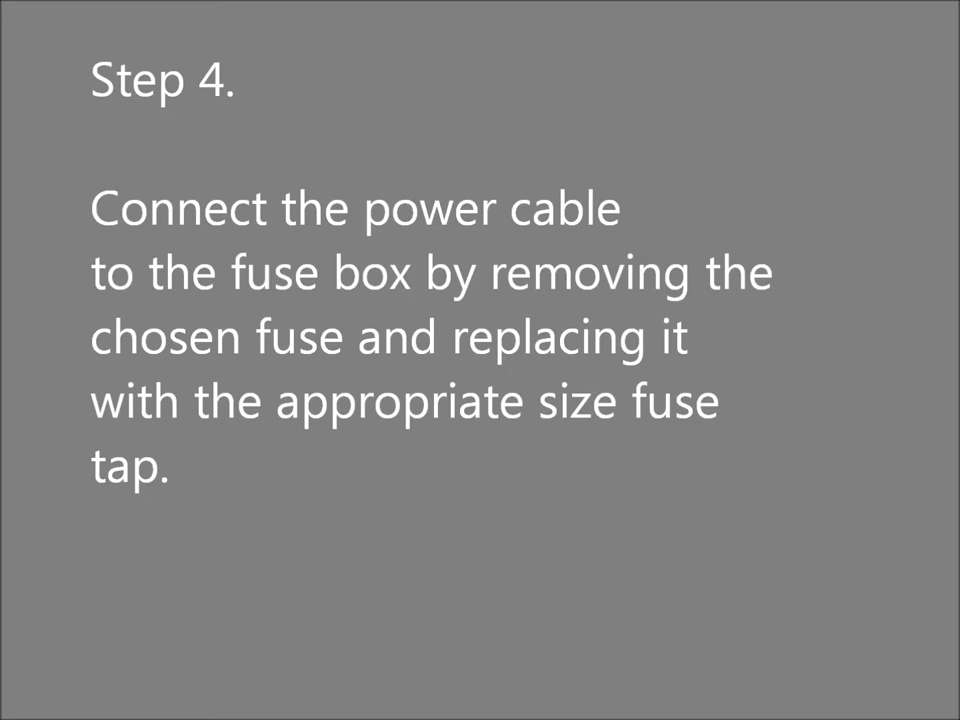 Step 4.
Connect the power cable
to the fuse box by removing the
chosen fuse and replacing it
with the appropriate size fuse
tap.